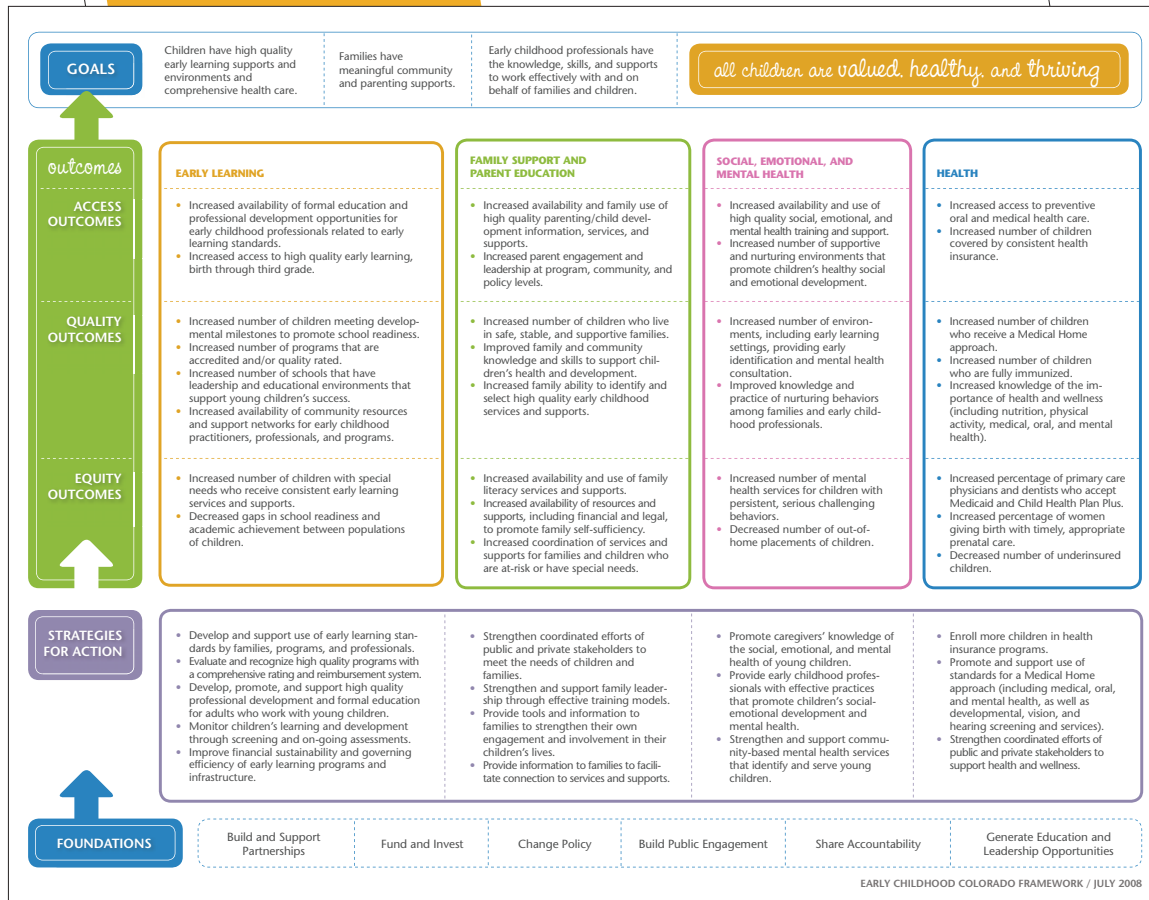 GOALS
Children have high quality
early learning supports and
environments and
comprehensive health care.
Families have
meaningful community
and parenting supports.
Early childhood professionals have
the knowledge, skills, and supports
to work effectively with and on
behalf of families and children.
all children are valued, healthy, and thriving
outcomes
ACCESS
OUTCOMES
QUALITY
OUTCOMES
EQUITY
OUTCOMES
EARLY LEARNING
• Increased availability of formal education and
professional development opportunities for
early childhood professionals related to early
learning standards.
• Increased access to high quality early learning,
birth through third grade.
• Increased number of children meeting develop-
mental milestones to promote school readiness.
• Increased number of programs that are
accredited and/or quality rated.
• Increased number of schools that have
leadership and educational environments that
support young children's success.
• Increased availability of community resources
and support networks for early childhood
practitioners, professionals, and programs.
• Increased number of children with special
needs who receive consistent early learning
services and supports.
• Decreased gaps in school readiness and
academic achievement between populations
of children.
FAMILY SUPPORT AND
PARENT EDUCATION
• Increased availability and family use of
high quality parenting/child devel-
opment information, services, and
supports.
• Increased parent engagement and
leadership at program, community, and
policy levels.
• Increased number of children who live
in safe, stable, and supportive families.
• Improved family and community
knowledge and skills to support chil-
dren's health and development.
• Increased family ability to identify and
select high quality early childhood
services and supports.
• Increased availability and use of family
literacy services and supports.
• Increased availability of resources and
supports, including financial and legal,
to promote family self-sufficiency.
• Increased coordination of services and
supports for families and children who
are at-risk or have special needs.
SOCIAL, EMOTIONAL, AND
MENTAL HEALTH
• Increased availability and use of
high quality social, emotional, and
mental health training and support.
• Increased number of supportive
and nurturing environments that
promote children's healthy social
and emotional development.
• Increased number of environ-
ments, including early learning
settings, providing early
identification and mental health
consultation.
• Improved knowledge and
practice of nurturing behaviors
among families and early child-
hood professionals.
• Increased number of mental
health services for children with
persistent, serious challenging
behaviors.
• Decreased number of out-of-
home placements of children.
HEALTH
• Increased access to preventive
oral and medical health care.
• Increased number of children
covered by consistent health
insurance.
• Increased number of children
who receive a Medical Home
approach.
• Increased number of children
who are fully immunized.
• Increased knowledge of the im-
portance of health and wellness
(including nutrition, physical
activity, medical, oral, and mental
health).
• Increased percentage of primary care
physicians and dentists who accept
Medicaid and Child Health Plan Plus.
• Increased percentage of women
giving birth with timely, appropriate
prenatal care.
• Decreased number of underinsured
children.
STRATEGIES
FOR ACTION
• Develop and support use of early learning stan-
dards by families, programs, and professionals.
• Evaluate and recognize high quality programs with
a comprehensive rating and reimbursement system.
• Develop, promote, and support high quality
professional development and formal education
for adults who work with young children.
• Monitor children's learning and development
through screening and on-going assessments.
• Improve financial sustainability and governing
efficiency of early learning programs and
infrastructure.
• Strengthen coordinated efforts of
public and private stakeholders to
meet the needs of children and
families.
• Strengthen and support family leader-
ship through effective training models.
• Provide tools and information to
families to strengthen their own
engagement and involvement in their
children's lives.
• Provide information to families to facili-
tate connection to services and supports.
• Promote caregivers' knowledge of
the social, emotional, and mental
health of young children.
• Provide early childhood profes-
sionals with effective practices
that promote children's social-
emotional development and
mental health.
• Strengthen and support commu-
nity-based mental health services
that identify and serve young
children.
• Enroll more children in health
insurance programs.
• Promote and support use of
standards for a Medical Home
approach (including medical, oral,
and mental health, as well as
developmental, vision, and
hearing screening and services).
• Strengthen coordinated efforts of
public and private stakeholders to
support health and wellness.
FOUNDATIONS
Build and Support
Partnerships
Fund and Invest
Change Policy
Build Public Engagement
Share Accountability
Generate Education and
Leadership Opportunities
EARLY CHILDHOOD COLORADO FRAMEWORK / JULY 2008